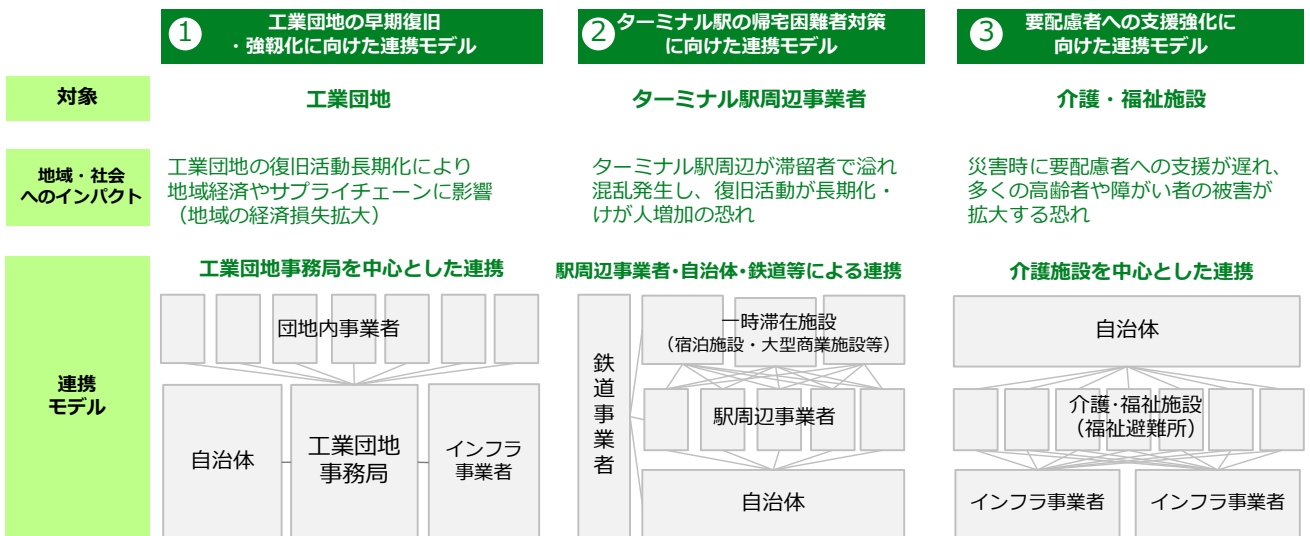 1
工業団地の早期復旧
・強靱化に向けた連携モデル
2
ターミナル駅の帰宅困難者対策
に向けた連携モデル
3
要配慮者への支援強化に
向けた連携モデル
対象
工業団地
ターミナル駅周辺事業者
介護・福祉施設
地域・社会
へのインパクト
工業団地の復旧活動長期化により
地域経済やサプライチェーンに影響
（地域の経済損失拡大）
ターミナル駅周辺が滞留者で溢れ
混乱発生し、復旧活動が長期化・
けが人増加の恐れ
災害時に要配慮者への支援が遅れ、
多くの高齢者や障がい者の被害が
拡大する恐れ
連携
モデル
工業団地事務局を中心とした連携
団地内事業者
自治体
工業団地
事務局
インフラ
事業者
駅周辺事業者･自治体･鉄道等による連携
鉄道事業者
一時滞在施設
（宿泊施設・大型商業施設等）
駅周辺事業者
自治体
介護施設を中心とした連携
自治体
介護･福祉施設
（福祉避難所）
インフラ事業者
インフラ事業者